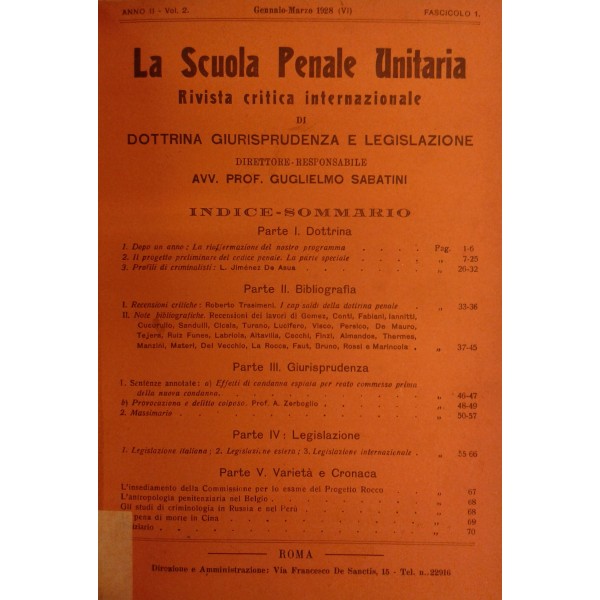 ANNO II - Vol. 2.
Gennaio-Marzo 1928 (VI)
FASCICOLO 1.
La Scuola Penale Unitaria
Rivista critica internazionale
DI
DOTTRINA GIURISPRUDENZA E LEGISLAZIONE
DIRETTORE-RESPONSABILE
AVV. PROF. GUGLIELMO SABATINI
INDICE-SOMMARIO
Parte I. Dottrina
1. Dopo un anno: La riaffermazione del nostro programma Pag. 1-6
2. Il progetto preliminare del codice penale. La parte speciale „ 7-25
3. Profili di criminalisti: L. Jiménez De Asua „ 26-32
Parte II. Bibliografia
I. Recensioni critiche: Roberto Trasimeni. I cap saldi della dottrina penale „ 33-36
II. Note bibliografiche. Recensioni dei lavori di Gomes, Conti, Fabiani, Iannitti,
Cuccrullo, Sandulli, Cicala, Turano, Lucifero, Visco, Persico, De Mauro,
Tejera, Ruiz Funes, Labriola, Altavilla, Cecchi, Finzi, Almandos, Thermes,
Manzini, Matari, Del Vecchio, La Rocca, Faut, Bruno, Rossi e Marincola „ 37-45
Parte III. Giurisprudenza
1. Sentenze annotate: a) Effetti di condanna espiata per reato commesso prima
della nuova condanna. „ 46-47
b) Provocazione e delitto colposo. Prof. A. Zerboglio „ 48-49
2. Massimario „ 50-57
Parte IV: Legislazione
1. Legislazione italiana; 2. Legislazione estera; 3. Legislazione internazionale „ 58-66
Parte V. Varietà e Cronaca
L'insediamento della Commissione per lo esame del Progetto Rocco „ 67
L'antropologia penitenziaria nel Belgio „ 68
Gli studi di criminologia in Russia e nel Perù „ 68
pena di morte in Cina „ 69
„ 70
ROMA
Direzione e Amministrazione: Via Francesco De Sanctis, 15 - Tel. n. 22916